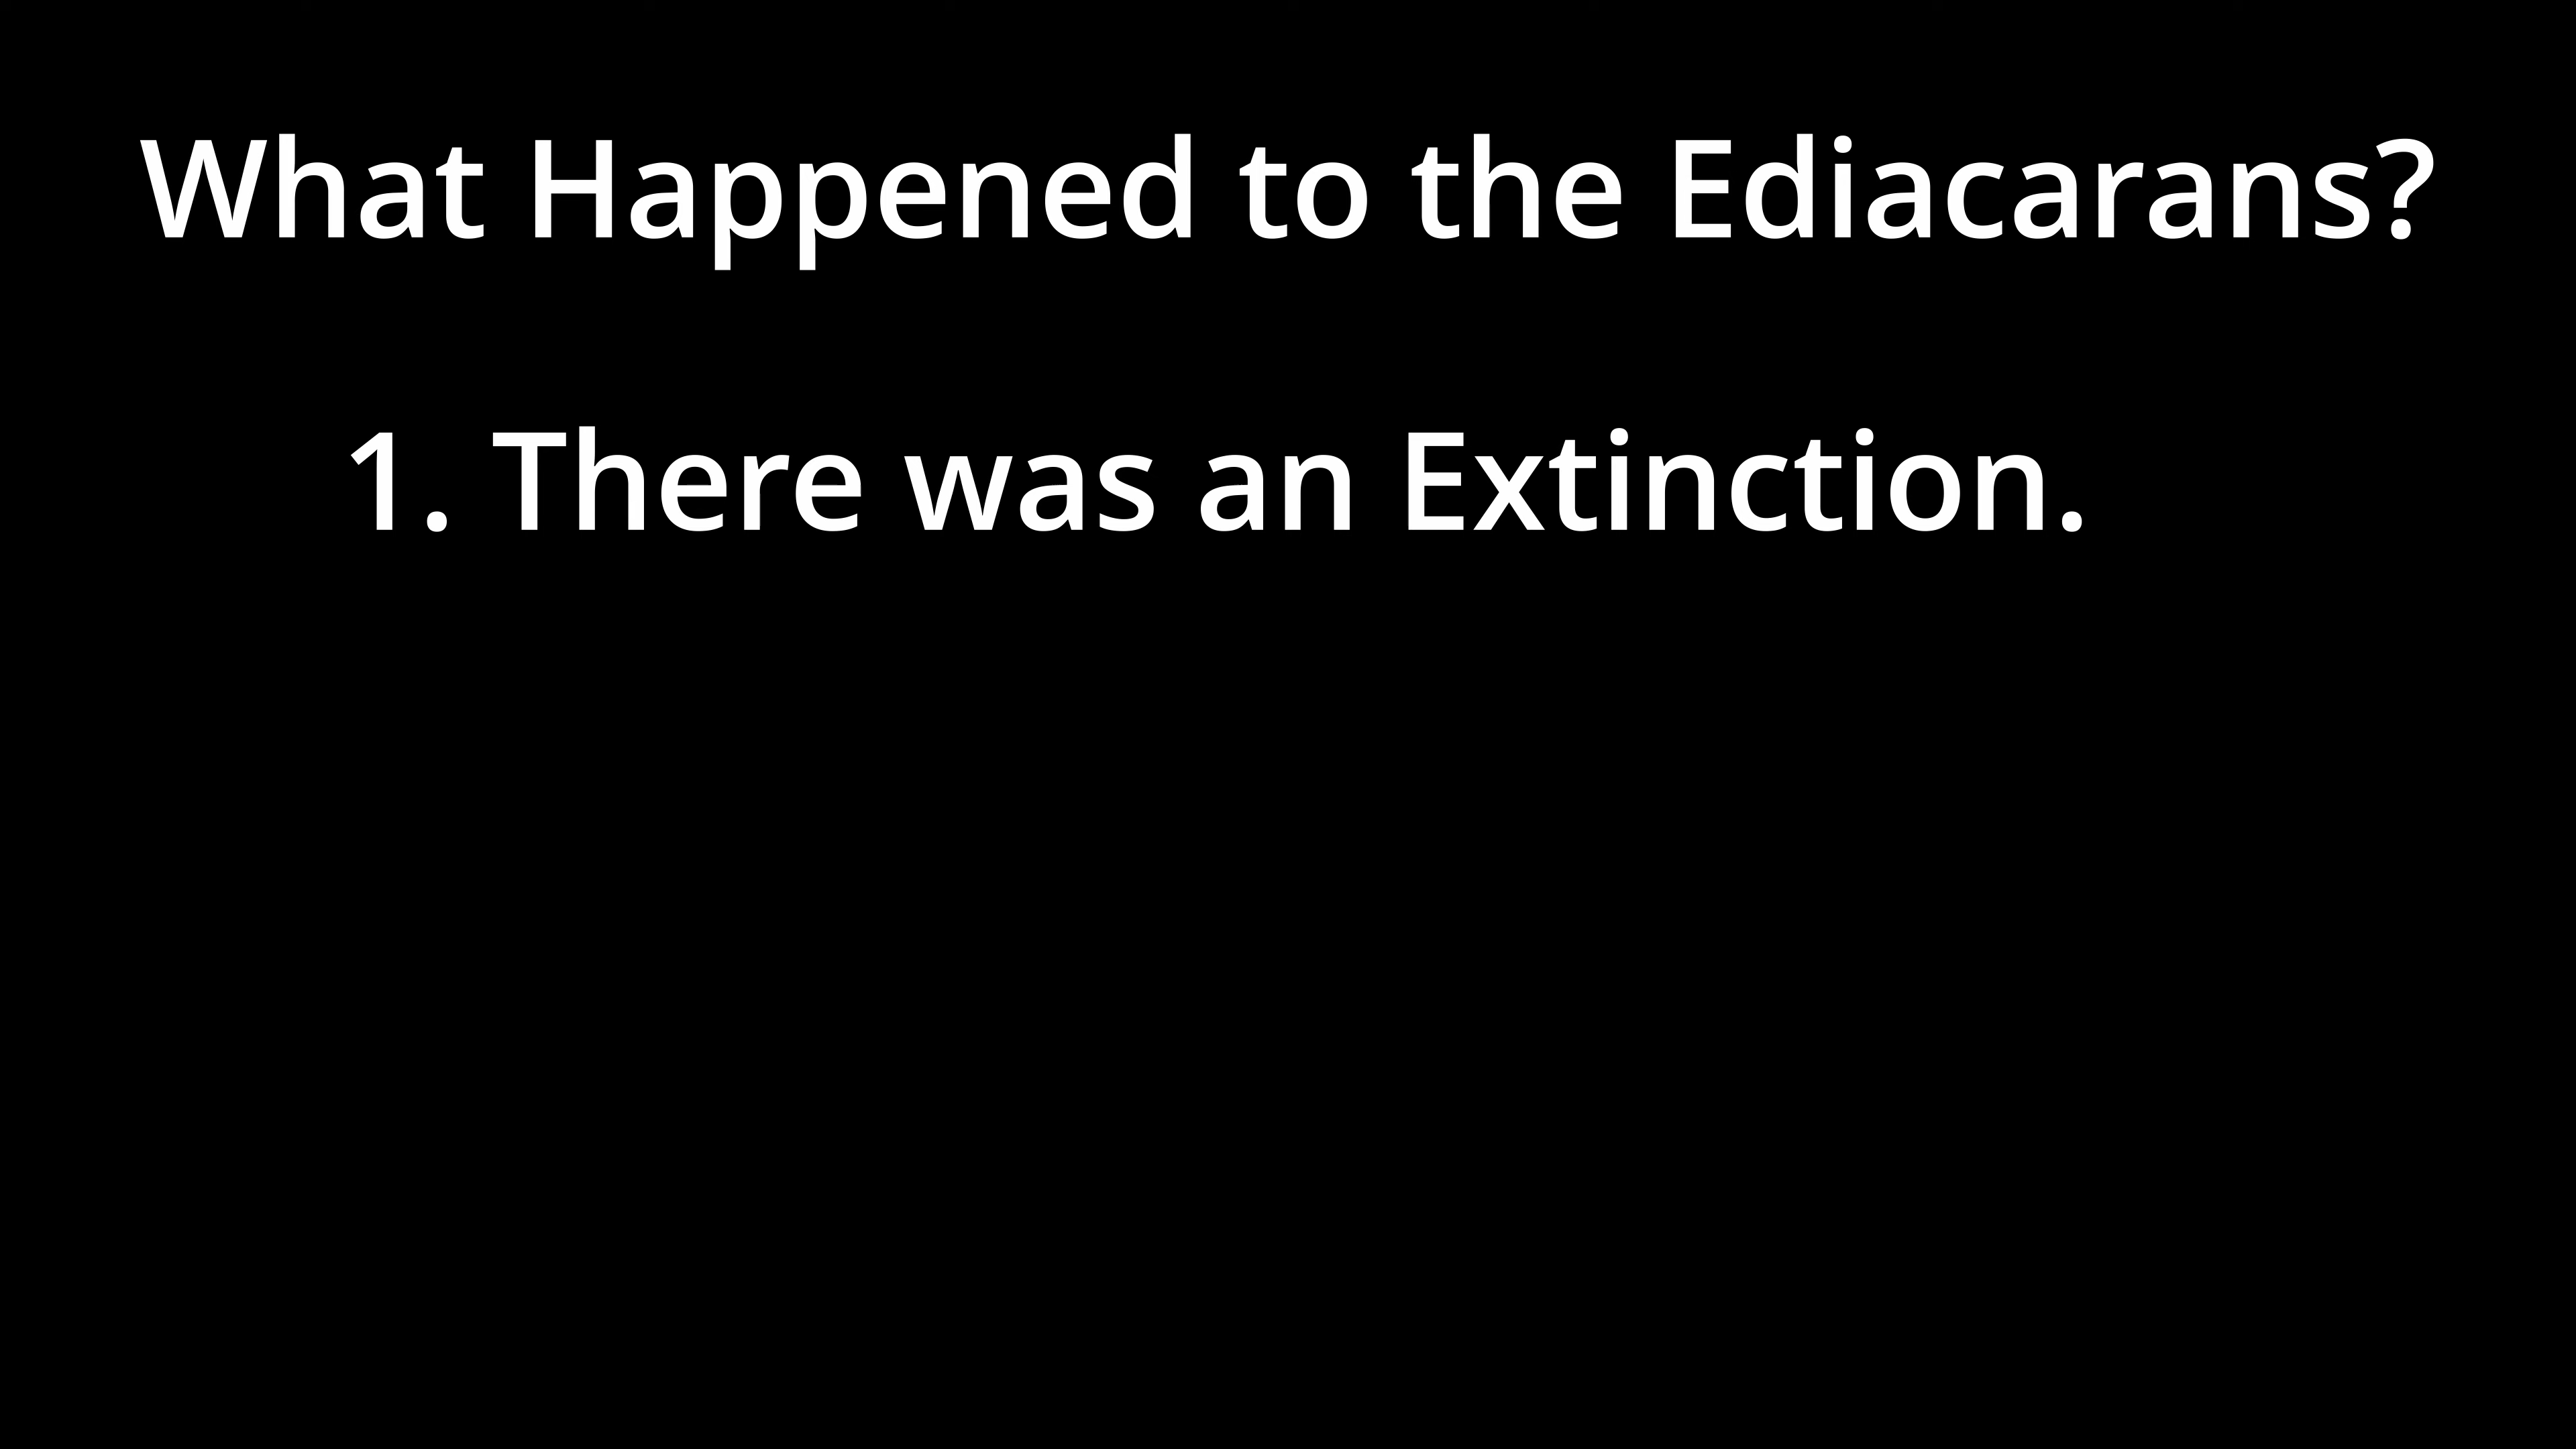 What Happened to the Ediacarans?
1. There was an Extinction.